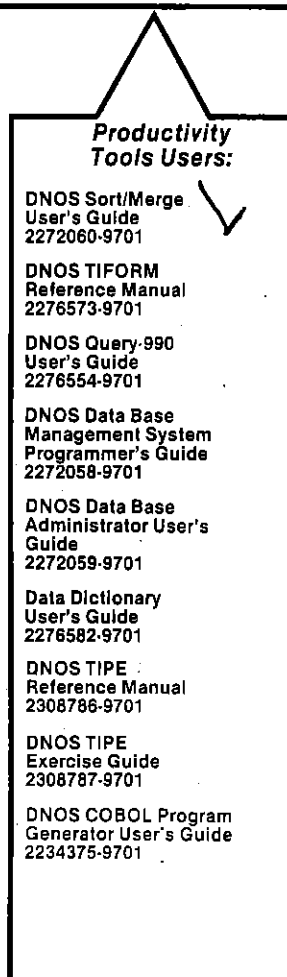 Productivity
Tools Users:
DNOS Sort/Merge
User's Guide
2272060-9701
DNOS TIFORM
Reference Manual
2276573-9701
DNOS Query-990
User's Guide
2276554-9701
DNOS Data Base
Management System
Programmer's Guide
2272058-9701
DNOS Data Base
Administrator User's
Guide
2272059-9701
Data Dictionary
User's Guide
2276582-9701
DNOS TIPE
Reference Manual
2308786-9701
DNOS TIPE
Exercise Guide
2308787-9701
DNOS COBOL Program
Generator User's Guide
2234375-9701